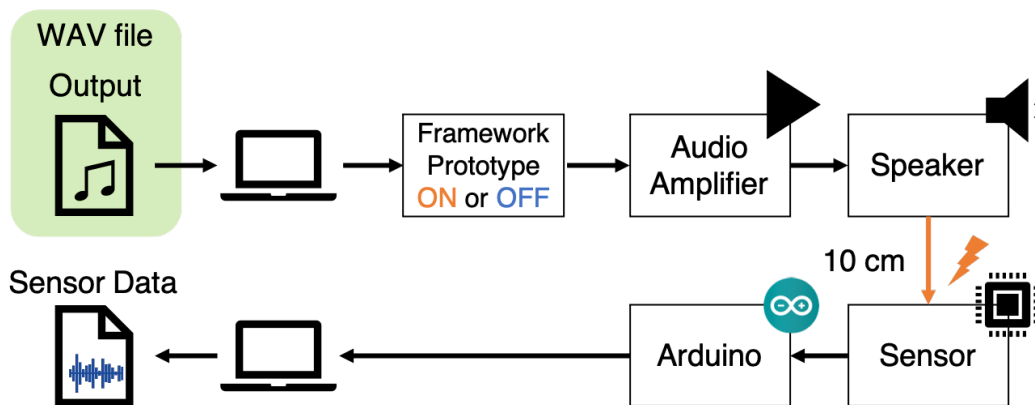 WAV file
Output
Framework
Prototype
ON or OFF
Audio
Amplifier
Speaker
10 cm
Sensor Data
Arduino
Sensor